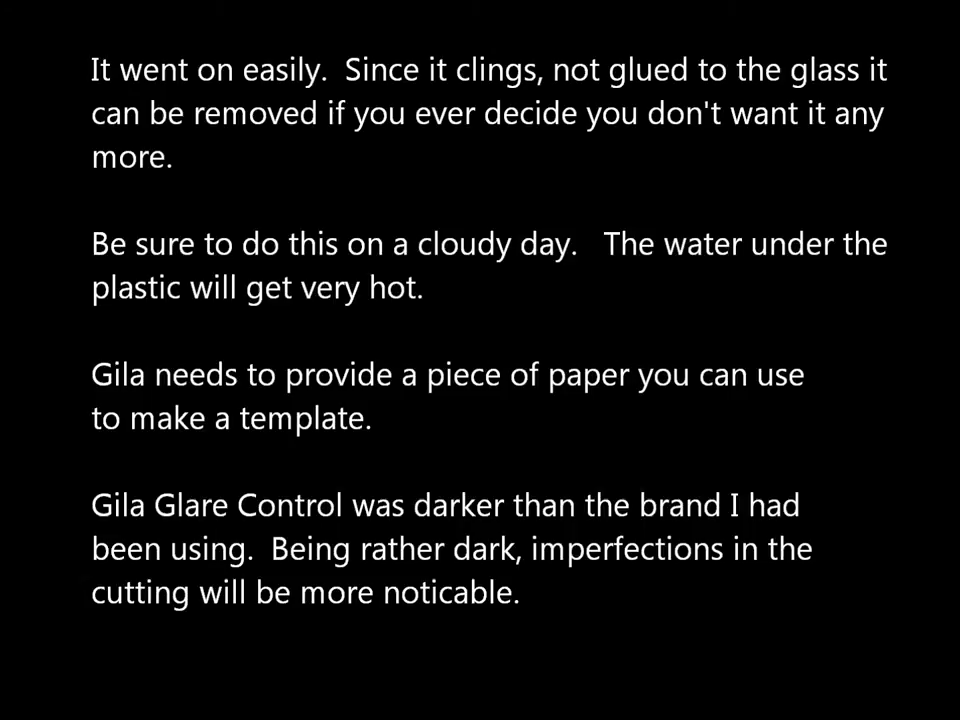 It went on easily.  Since it clings, not glued to the glass it
can be removed if you ever decide you don't want it any
more.
Be sure to do this on a cloudy day.   The water under the
plastic will get very hot.
Gila needs to provide a piece of paper you can use
to make a template.
Gila Glare Control was darker than the brand I had
been using.  Being rather dark, imperfections in the
cutting will be more noticable.